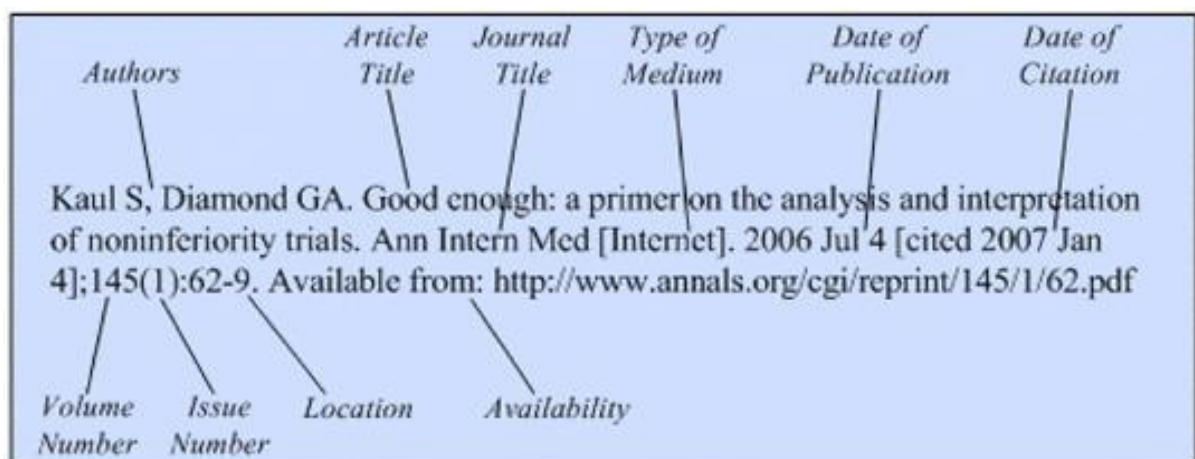 Authors
Article Title
Journal Title
Type of Medium
Date of Publication
Date of Citation
Kaul S, Diamond GA. Good enough: a primer on the analysis and interpretation
of noninferiority trials. Ann Intern Med [Internet]. 2006 Jul 4 [cited 2007 Jan
4];145(1):62-9. Available from: http://www.annals.org/cgi/reprint/145/1/62.pdf
Volume Number
Issue Number
Location
Availability